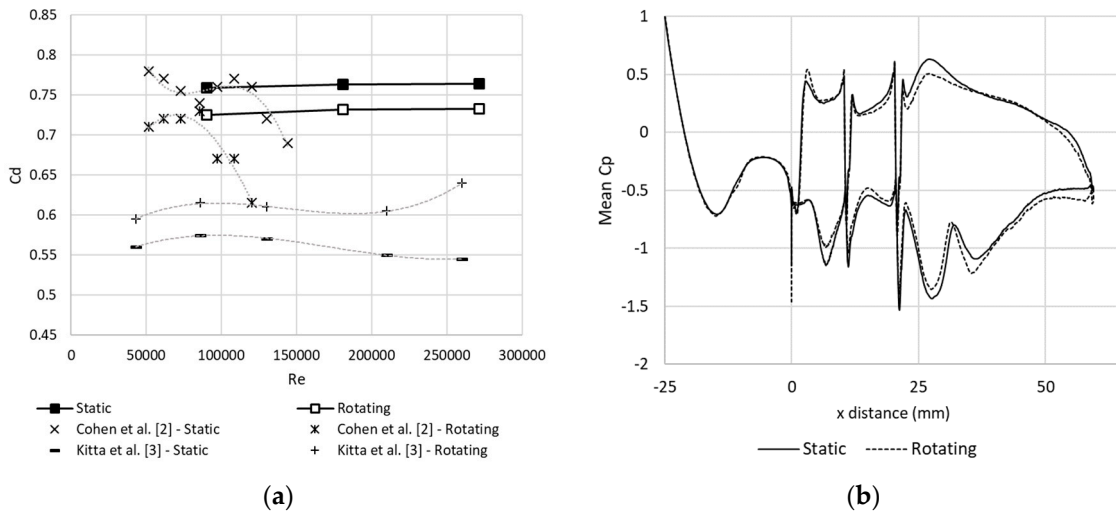 (a)
0.85
0.8
0.75
0.7
0.65
0.6
0.55
0.5
0.45
Cd
0 50000 100000 150000 200000 250000 300000
Re
Static Rotating
Cohen et al. [2] - Static Cohen et al. [2] - Rotating
Kitta et al. [3] - Static Kitta et al. [3] - Rotating
(a)
(b)
1
0.5
0
-0.5
-1
-1.5
-2
Mean Cp
-25 0 25 50
x distance (mm)
Static Rotating
(b)